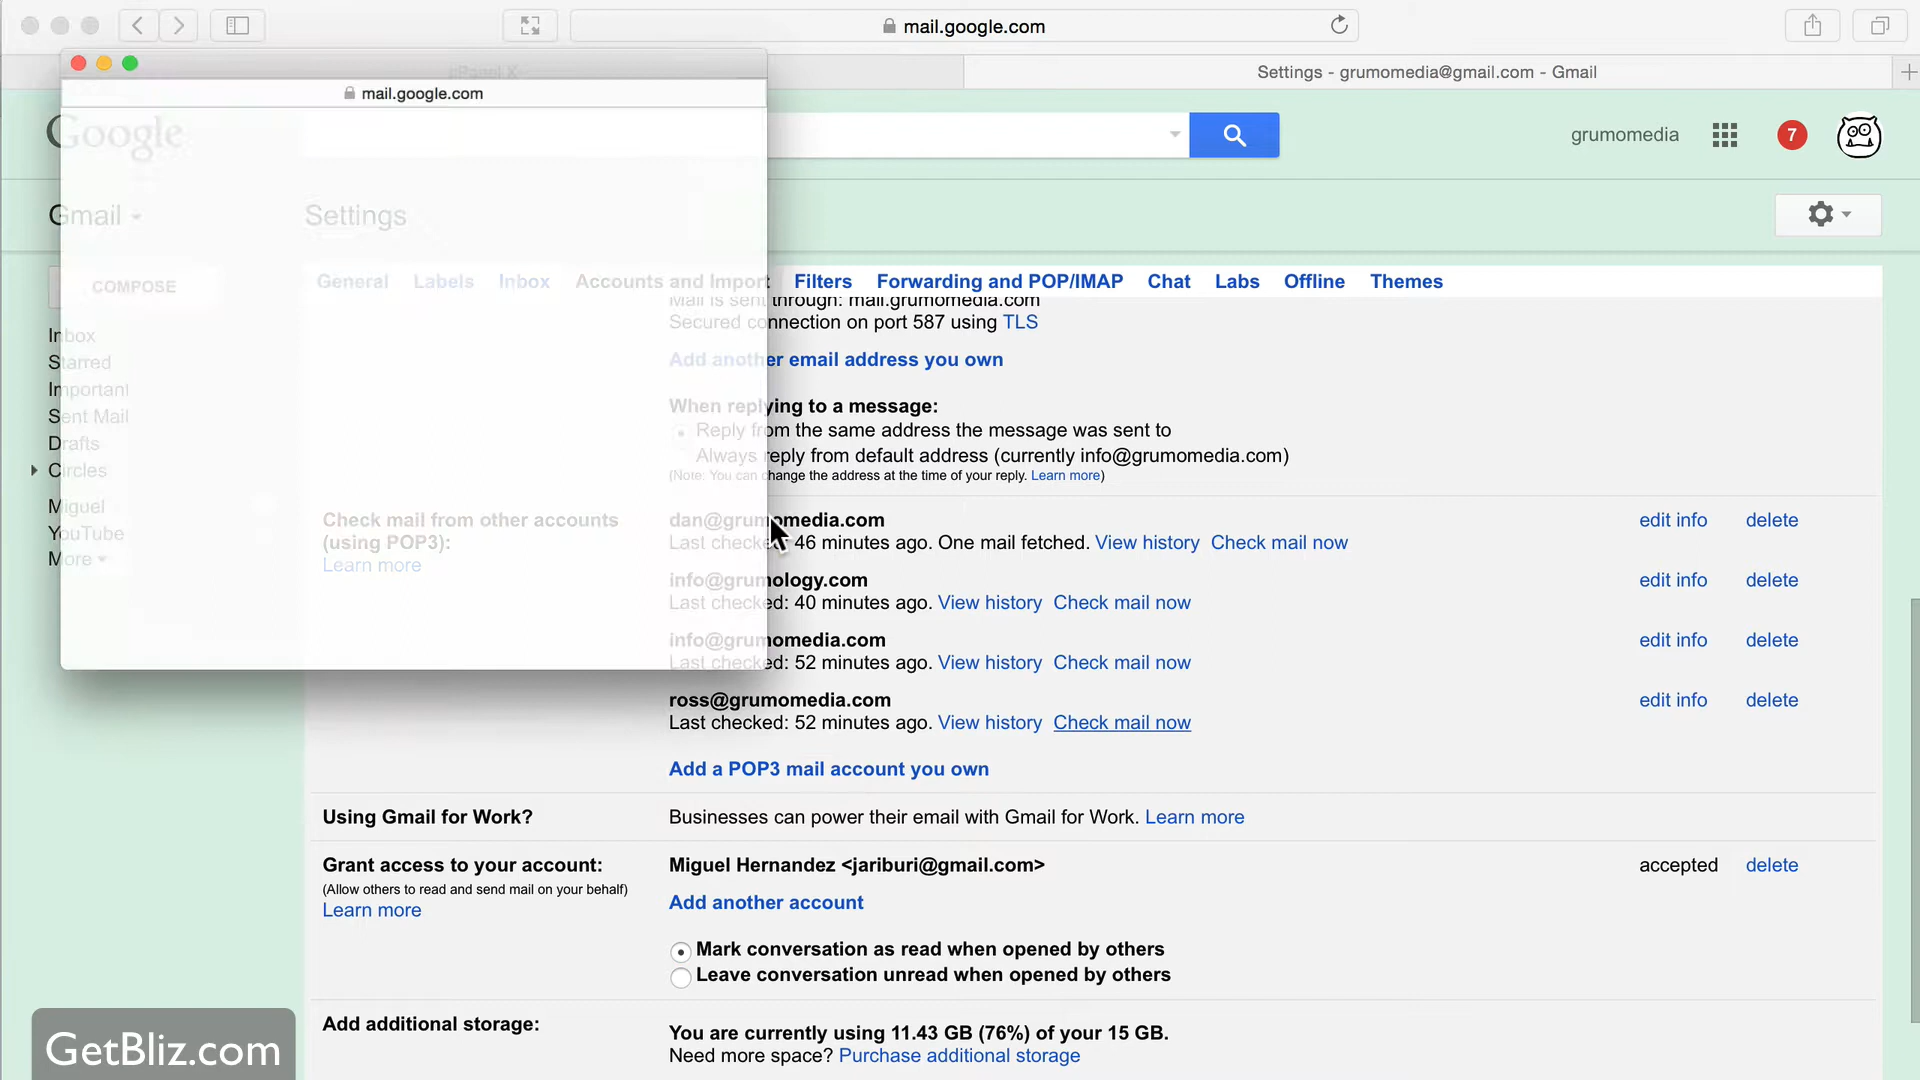 mail.google.com
cPanel X
Settings - grumomedia@gmail.com - Gmail
mail.google.com
Google
grumomedia
7
Gmail
Settings
COMPOSE
General Labels Inbox Accounts and Import Filters Forwarding and POP/IMAP Chat Labs Offline Themes
Mail is sent through: mail.grumomedia.com
Secured connection on port 587 using TLS
Add another email address you own
When replying to a message:
Reply from the same address the message was sent to
Always reply from default address (currently info@grumomedia.com)
(Note: You can change the address at the time of your reply. Learn more)
Inbox
Starred
Important
Sent Mail
Drafts
Circles
Miguel
YouTube
More
Check mail from other accounts
(using POP3):
Learn more
dan@grumomedia.com edit info delete
Last checked: 46 minutes ago. One mail fetched. View history Check mail now
info@grumology.com edit info delete
Last checked: 40 minutes ago. View history Check mail now
info@grumomedia.com edit info delete
Last checked: 52 minutes ago. View history Check mail now
ross@grumomedia.com edit info delete
Last checked: 52 minutes ago. View history Check mail now
Add a POP3 mail account you own
Using Gmail for Work? Businesses can power their email with Gmail for Work. Learn more
Grant access to your account: Miguel Hernandez <jariburi@gmail.com> accepted delete
(Allow others to read and send mail on your behalf)
Learn more
Add another account
Mark conversation as read when opened by others
Leave conversation unread when opened by others
Add additional storage: You are currently using 11.43 GB (76%) of your 15 GB.
Need more space? Purchase additional storage
GetBliz.com